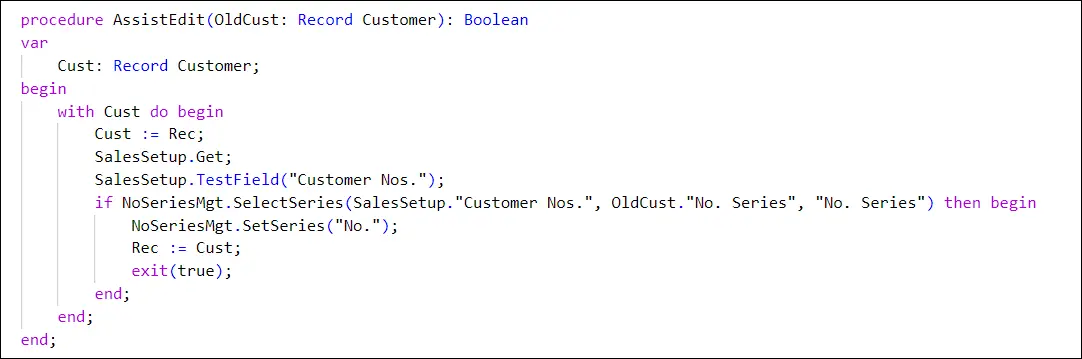 procedure AssistEdit(OldCust: Record Customer): Boolean
var
    Cust: Record Customer;
begin
    with Cust do begin
        Cust := Rec;
        SalesSetup.Get;
        SalesSetup.TestField("Customer Nos.");
        if NoSeriesMgt.SelectSeries(SalesSetup."Customer Nos.", OldCust."No. Series", "No. Series") then begin
            NoSeriesMgt.SetSeries("No.");
            Rec := Cust;
            exit(true);
        end;
    end;
end;